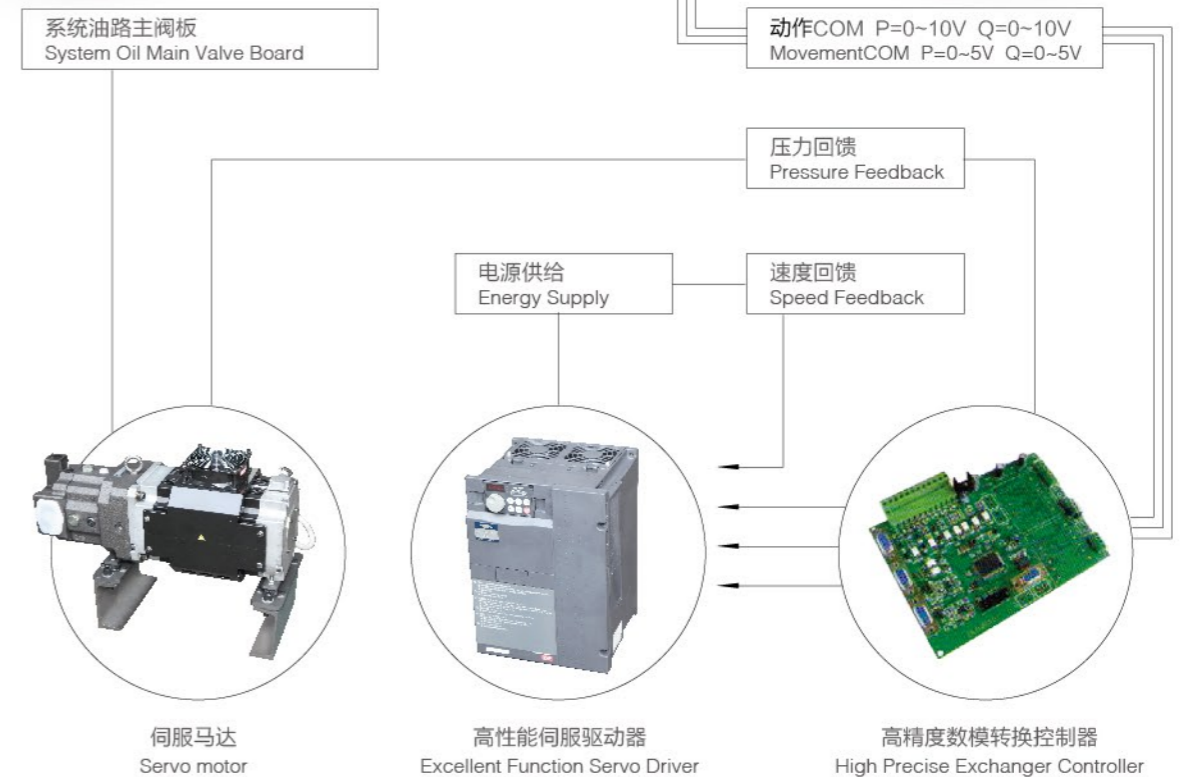 系统油路主阀板
System Oil Main Valve Board
动作COM P=0~10V Q=0~10V
MovementCOM P=0~5V Q=0~5V
压力回馈
Pressure Feedback
电源供给
Energy Supply
速度回馈
Speed Feedback
伺服马达
Servo motor
高性能伺服驱动器
Excellent Function Servo Driver
高精度数模转换控制器
High Precise Exchanger Controller